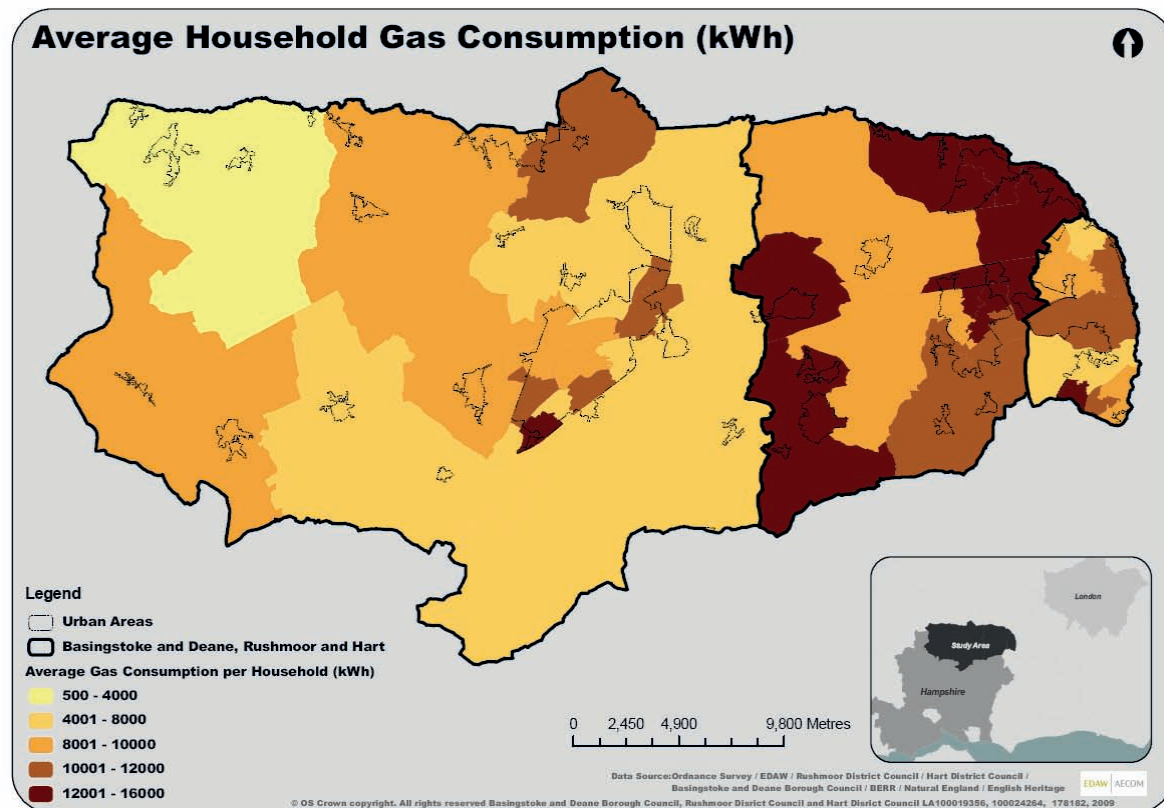 Average Household Gas Consumption (kWh)
London
Study Area
Hampshire
Legend
Urban Areas
Basingstoke and Deane, Rushmoor and Hart
Average Gas Consumption per Household (kWh)
500 - 4000
4001 - 8000
8001 - 10000
10001 - 12000
12001 - 16000
0 2,450 4,900 9,800 Metres
Data Source:Ordnance Survey / EDAW / Rushmoor District Council / Hart District Council /
Basingstoke and Deane Borough Council / BERR / Natural England / English Heritage
EDAW AECOM
© OS Crown copyright. All rights reserved Basingstoke and Deane Borough Council, Rushmoor Disrict Council and Hart District Council LA100019356, 100024264, 178182, 2009